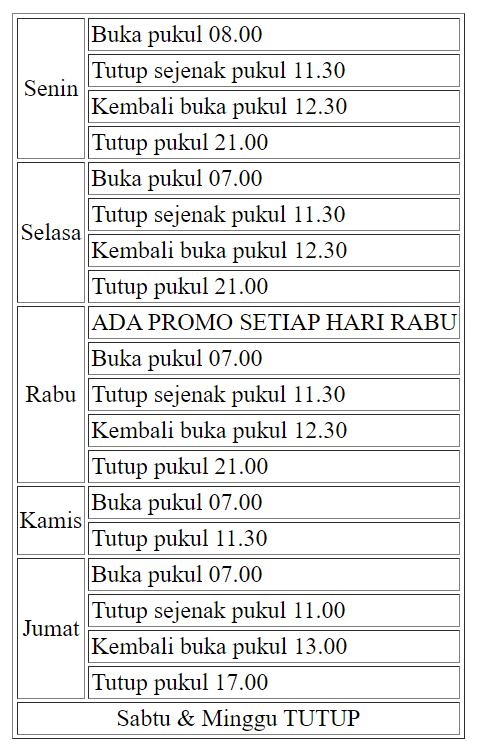 Senin
Buka pukul 08.00
Tutup sejenak pukul 11.30
Kembali buka pukul 12.30
Tutup pukul 21.00
Selasa
Buka pukul 07.00
Tutup sejenak pukul 11.30
Kembali buka pukul 12.30
Tutup pukul 21.00
Rabu
ADA PROMO SETIAP HARI RABU
Buka pukul 07.00
Tutup sejenak pukul 11.30
Kembali buka pukul 12.30
Tutup pukul 21.00
Kamis
Buka pukul 07.00
Tutup pukul 11.30
Jumat
Buka pukul 07.00
Tutup sejenak pukul 11.00
Kembali buka pukul 13.00
Tutup pukul 17.00
Sabtu & Minggu TUTUP